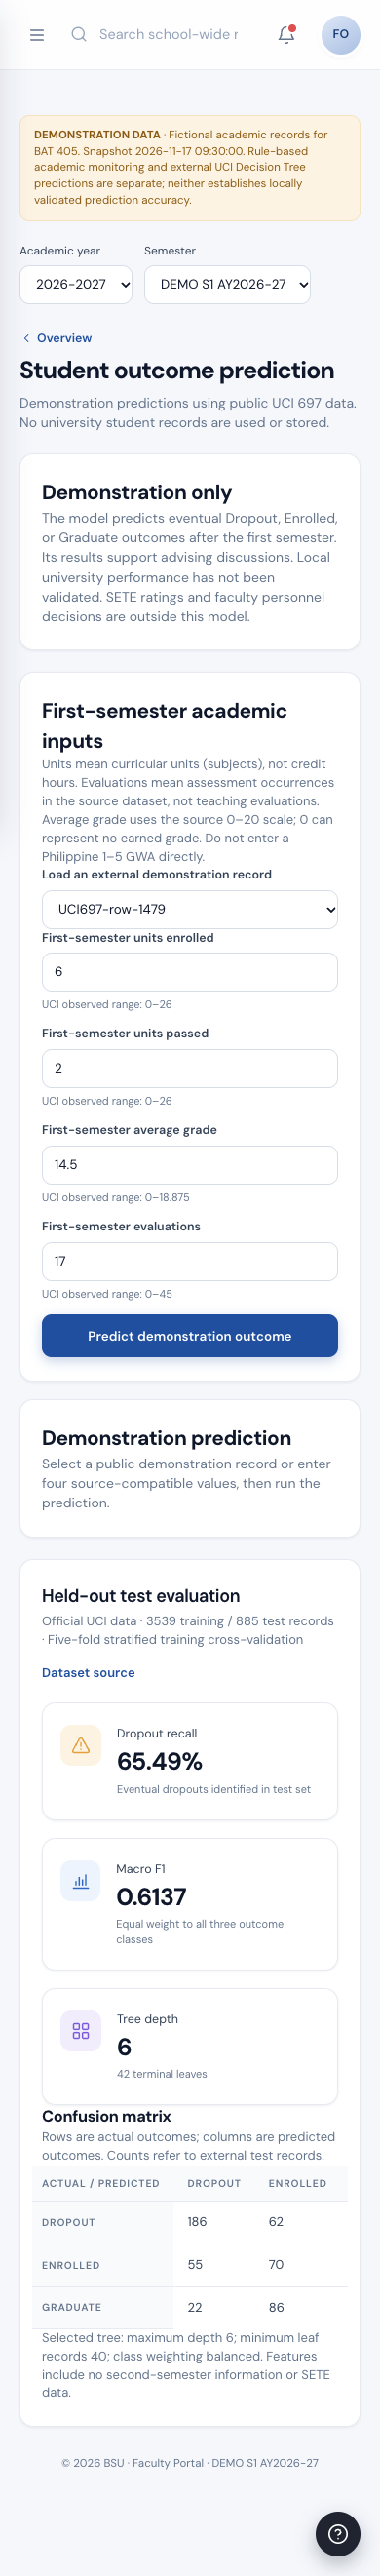 Search school-wide r
FO
DEMONSTRATION DATA · Fictional academic records for
BAT 405. Snapshot 2026-11-17 09:30:00. Rule-based
academic monitoring and external UCI Decision Tree
predictions are separate; neither establishes locally
validated prediction accuracy.
Academic year
Semester
2026-2027
DEMO S1 AY2026-27
Overview
Student outcome prediction
Demonstration predictions using public UCI 697 data.
No university student records are used or stored.
Demonstration only
The model predicts eventual Dropout, Enrolled,
or Graduate outcomes after the first semester.
Its results support advising discussions. Local
university performance has not been
validated. SETE ratings and faculty personnel
decisions are outside this model.
First-semester academic
inputs
Units mean curricular units (subjects), not credit
hours. Evaluations mean assessment occurrences
in the source dataset, not teaching evaluations.
Average grade uses the source 0–20 scale; 0 can
represent no earned grade. Do not enter a
Philippine 1–5 GWA directly.
Load an external demonstration record
UCI697-row-1479
First-semester units enrolled
6
UCI observed range: 0–26
First-semester units passed
2
UCI observed range: 0–26
First-semester average grade
14.5
UCI observed range: 0–18.875
First-semester evaluations
17
UCI observed range: 0–45
Predict demonstration outcome
Demonstration prediction
Select a public demonstration record or enter
four source-compatible values, then run the
prediction.
Held-out test evaluation
Official UCI data · 3539 training / 885 test records
· Five-fold stratified training cross-validation
Dataset source
Dropout recall
65.49%
Eventual dropouts identified in test set
Macro F1
0.6137
Equal weight to all three outcome
classes
Tree depth
6
42 terminal leaves
Confusion matrix
Rows are actual outcomes; columns are predicted
outcomes. Counts refer to external test records.
ACTUAL / PREDICTED DROPOUT ENROLLED
DROPOUT 186 62
ENROLLED 55 70
GRADUATE 22 86
Selected tree: maximum depth 6; minimum leaf
records 40; class weighting balanced. Features
include no second-semester information or SETE
data.
© 2026 BSU · Faculty Portal · DEMO S1 AY2026-27